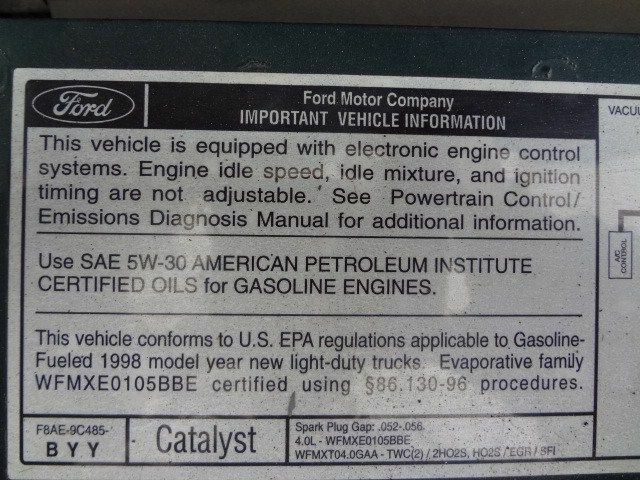 Ford
Ford Motor Company
IMPORTANT VEHICLE INFORMATION
This vehicle is equipped with electronic engine control
systems. Engine idle speed, idle mixture, and ignition
timing are not adjustable. See Powertrain Control/
Emissions Diagnosis Manual for additional information.
Use SAE 5W-30 AMERICAN PETROLEUM INSTITUTE
CERTIFIED OILS for GASOLINE ENGINES.
This vehicle conforms to U.S. EPA regulations applicable to Gasoline-
Fueled 1998 model year new light-duty trucks. Evaporative family
WFMXE0105BBE certified using §86.130-96 procedures.
F8AE-9C485-
BYY
Catalyst
Spark Plug Gap: .052-.056
4.0L - WFMXE0105BBE
WFMXT04.0GAA - TWC(2) / 2HO2S, HO2S / EGR / SFI
VACUU
A/C
CONTROL